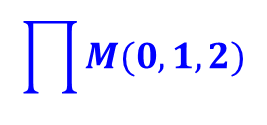 ∏ M(0, 1, 2)